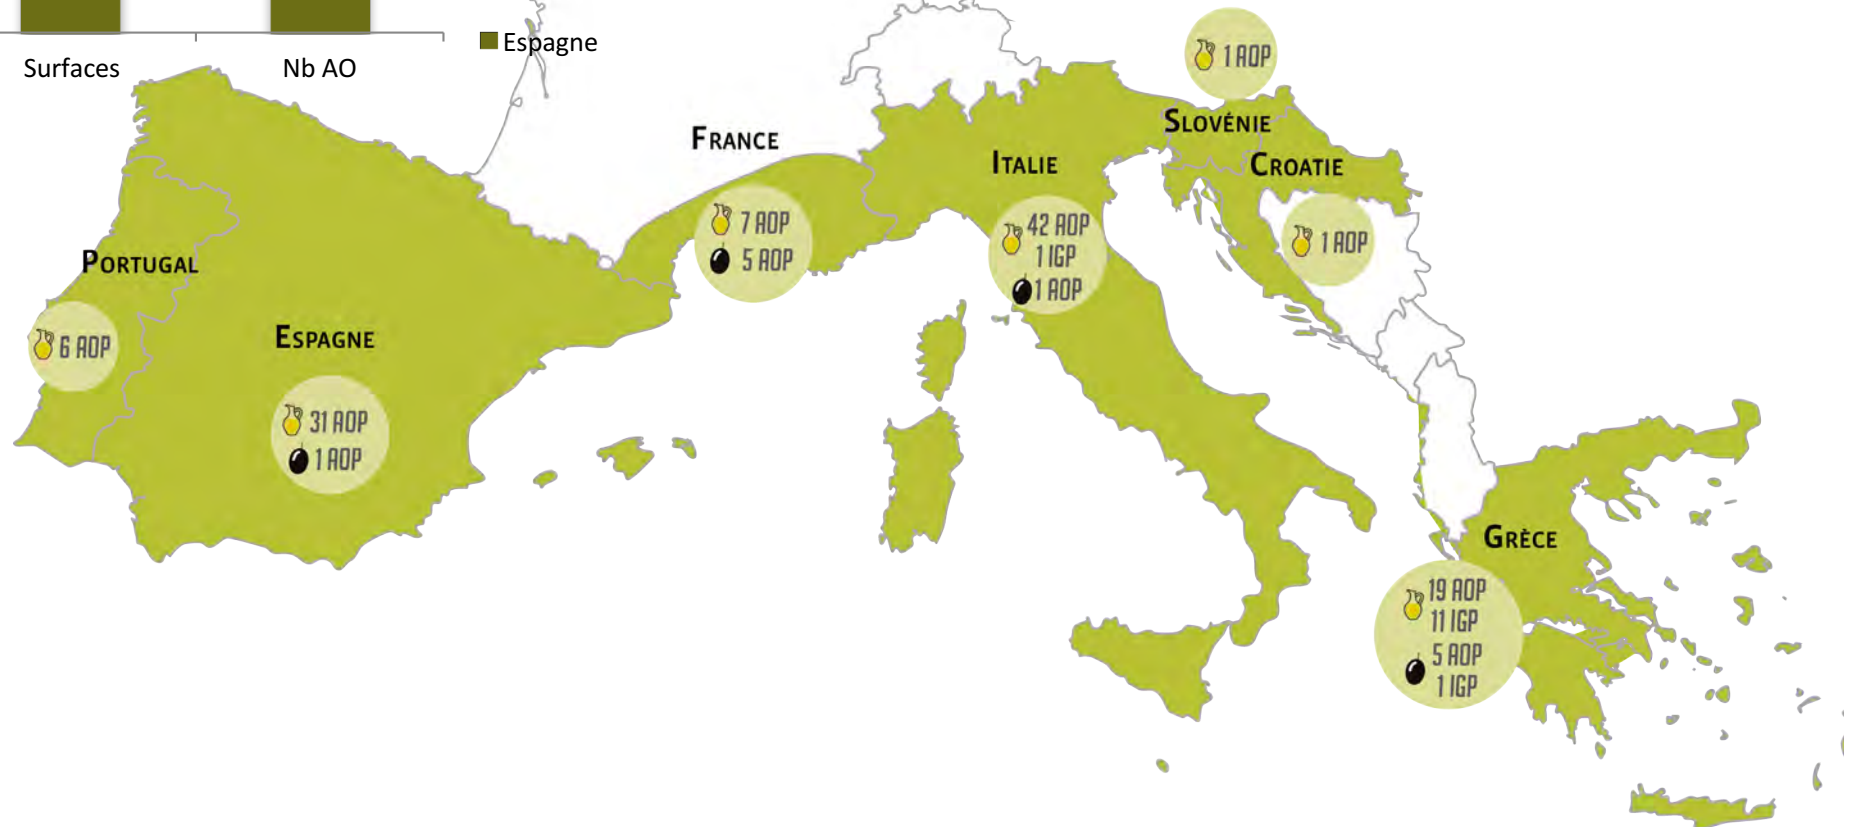 Surfaces
Nb AO
Espagne
1 AOP
SLOVÉNIE
FRANCE
ITALIE
CROATIE
7 AOP
5 AOP
42 AOP
1 IGP
1 AOP
1 AOP
PORTUGAL
6 AOP
ESPAGNE
31 AOP
1 AOP
GRÈCE
19 AOP
11 IGP
5 AOP
1 IGP